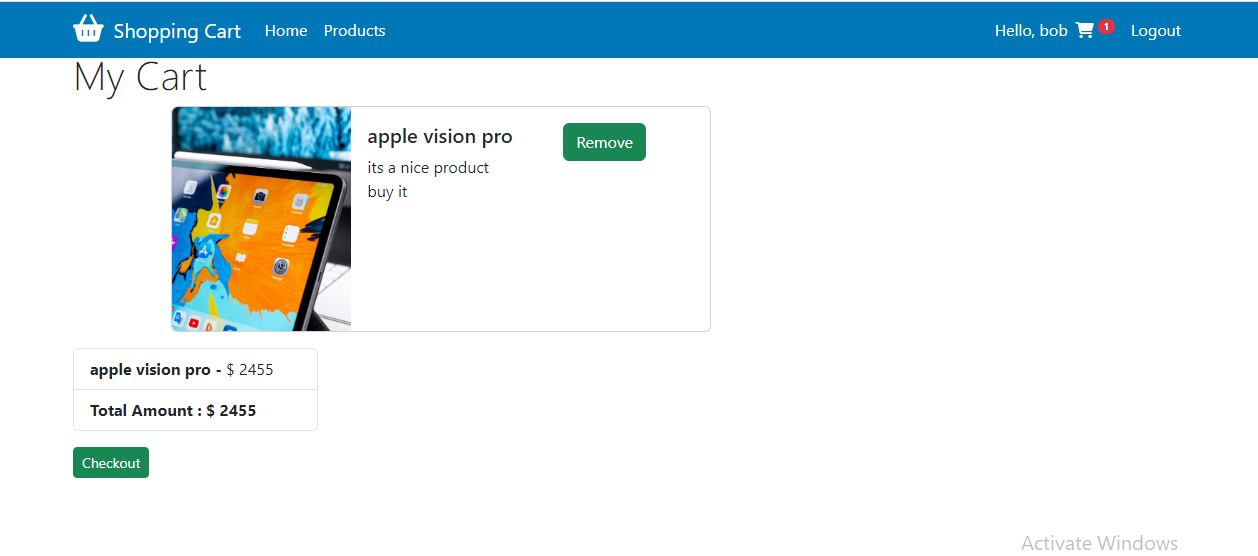 Shopping Cart Home Products Hello, bob 1 Logout
My Cart
apple vision pro Remove
its a nice product
buy it
apple vision pro - $ 2455
Total Amount : $ 2455
Checkout
Activate Windows